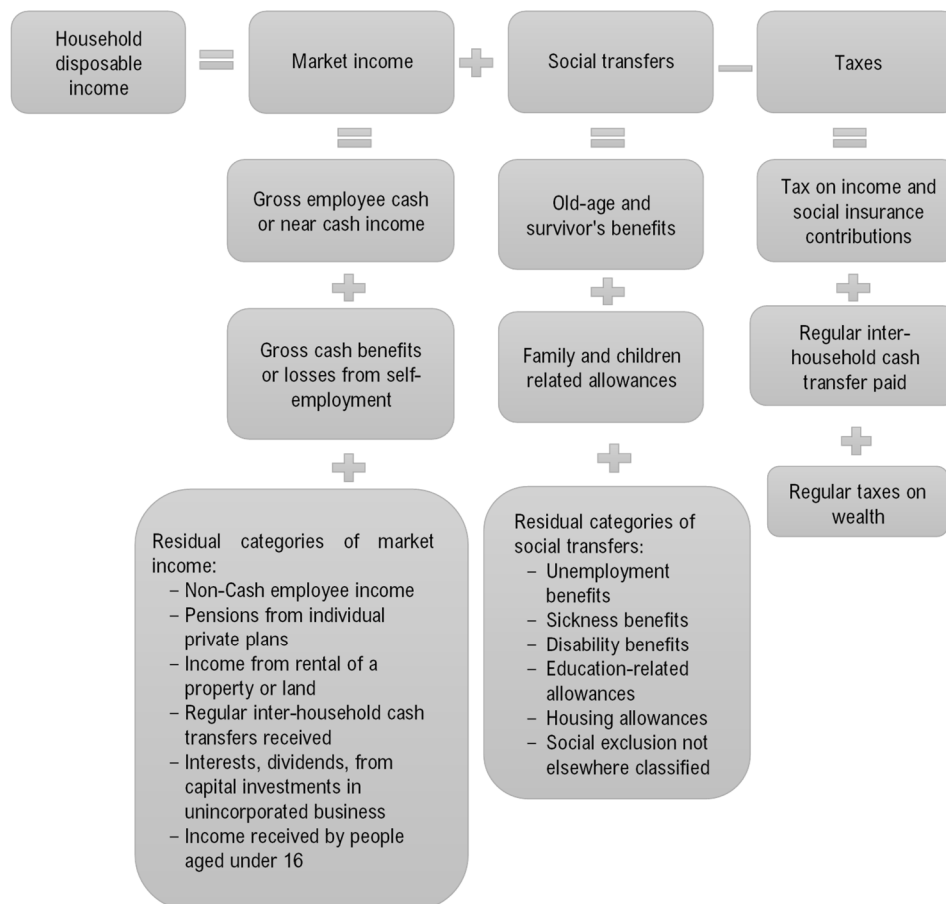 Household
disposable
income
Market income
Social transfers
Taxes
Gross employee cash
or near cash income
Old-age and
survivor's benefits
Tax on income and
social insurance
contributions
Gross cash benefits
or losses from self-
employment
Family and children
related allowances
Regular inter-
household cash
transfer paid
Residual categories of market
income:
– Non-Cash employee income
– Pensions from individual
private plans
– Income from rental of a
property or land
– Regular inter-household cash
transfers received
– Interests, dividends, from
capital investments in
unincorporated business
– Income received by people
aged under 16
Residual categories of
social transfers:
– Unemployment
benefits
– Sickness benefits
– Disability benefits
– Education-related
allowances
– Housing allowances
– Social exclusion not
elsewhere classified
Regular taxes on
wealth